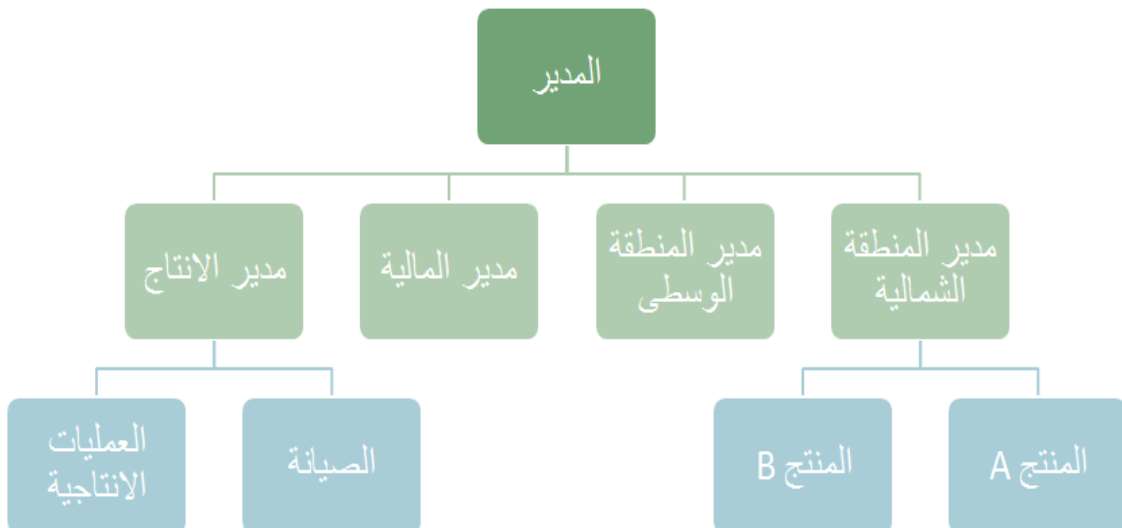 المدير
مدير المنطقة
الشمالية
مدير المنطقة
الوسطى
مدير المالية
مدير الانتاج
المنتج A
المنتج B
الصيانة
العمليات
الانتاجية